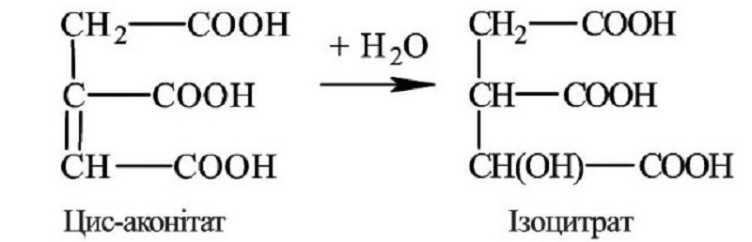 CH₂—COOH + H₂O CH₂—COOH
C—COOH CH—COOH
CH—COOH CH(OH)—COOH
Цис-аконітат Ізоцитрат